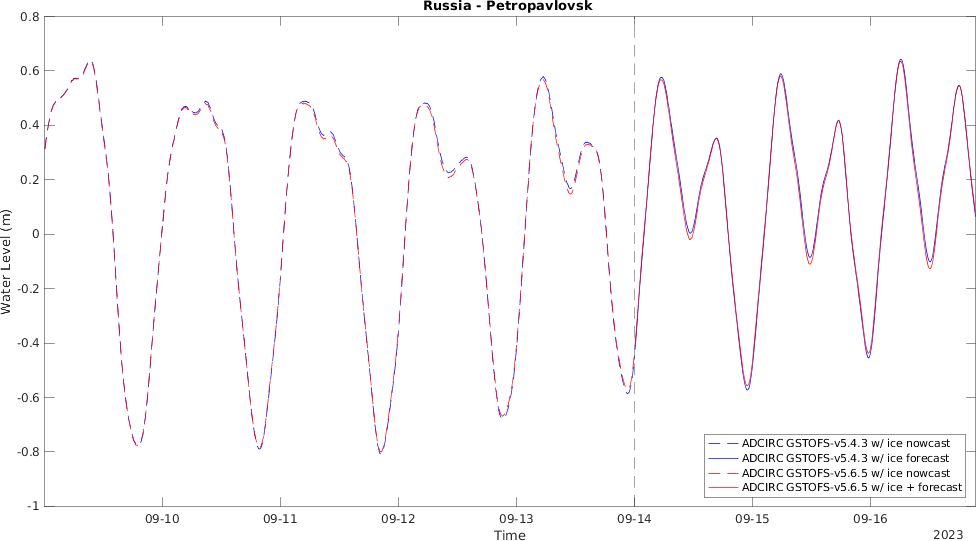 Russia - Petropavlovsk
0.8
0.6
0.4
0.2
0
-0.2
-0.4
-0.6
-0.8
-1
Water Level (m)
ADCIRC GSTOFS-v5.4.3 w/ ice nowcast
ADCIRC GSTOFS-v5.4.3 w/ ice forecast
ADCIRC GSTOFS-v5.6.5 w/ ice nowcast
ADCIRC GSTOFS-v5.6.5 w/ ice + forecast
09-10 09-11 09-12 09-13 09-14 09-15 09-16
Time
2023